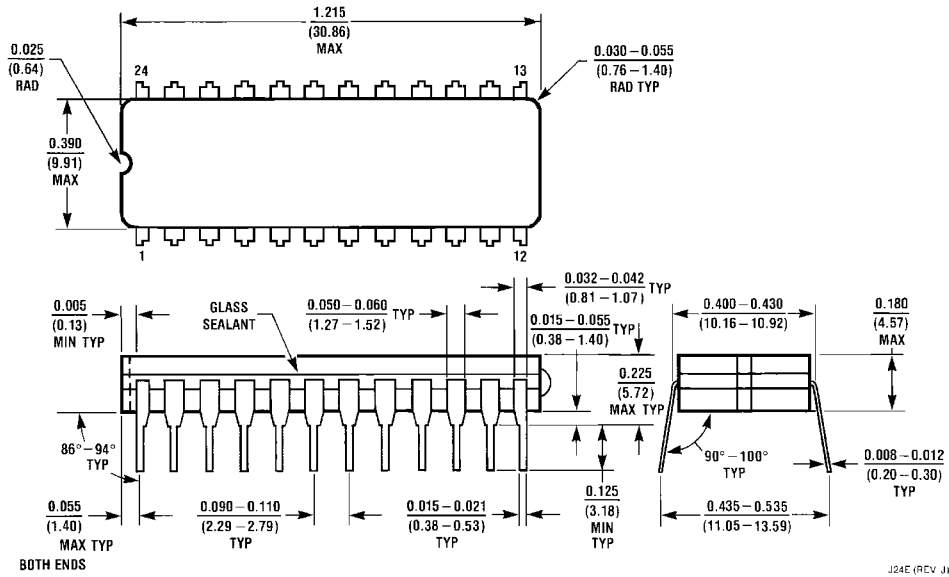 1.215
(30.86)
MAX
0.025
(0.64)
RAD
24
13
0.030–0.055
(0.76–1.40)
RAD TYP
0.390
(9.91)
MAX
1
12
0.005
(0.13)
MIN TYP
GLASS
SEALANT
0.050–0.060
(1.27–1.52)
TYP
0.032–0.042
(0.81–1.07)
TYP
0.015–0.055
(0.38–1.40)
TYP
0.400–0.430
(10.16–10.92)
0.180
(4.57)
MAX
0.225
(5.72)
MAX TYP
86°–94°
TYP
90°–100°
TYP
0.008–0.012
(0.20–0.30)
TYP
0.055
(1.40)
MAX TYP
BOTH ENDS
0.090–0.110
(2.29–2.79)
TYP
0.015–0.021
(0.38–0.53)
TYP
0.125
(3.18)
MIN
TYP
0.435–0.535
(11.05–13.59)
J24E (REV J)